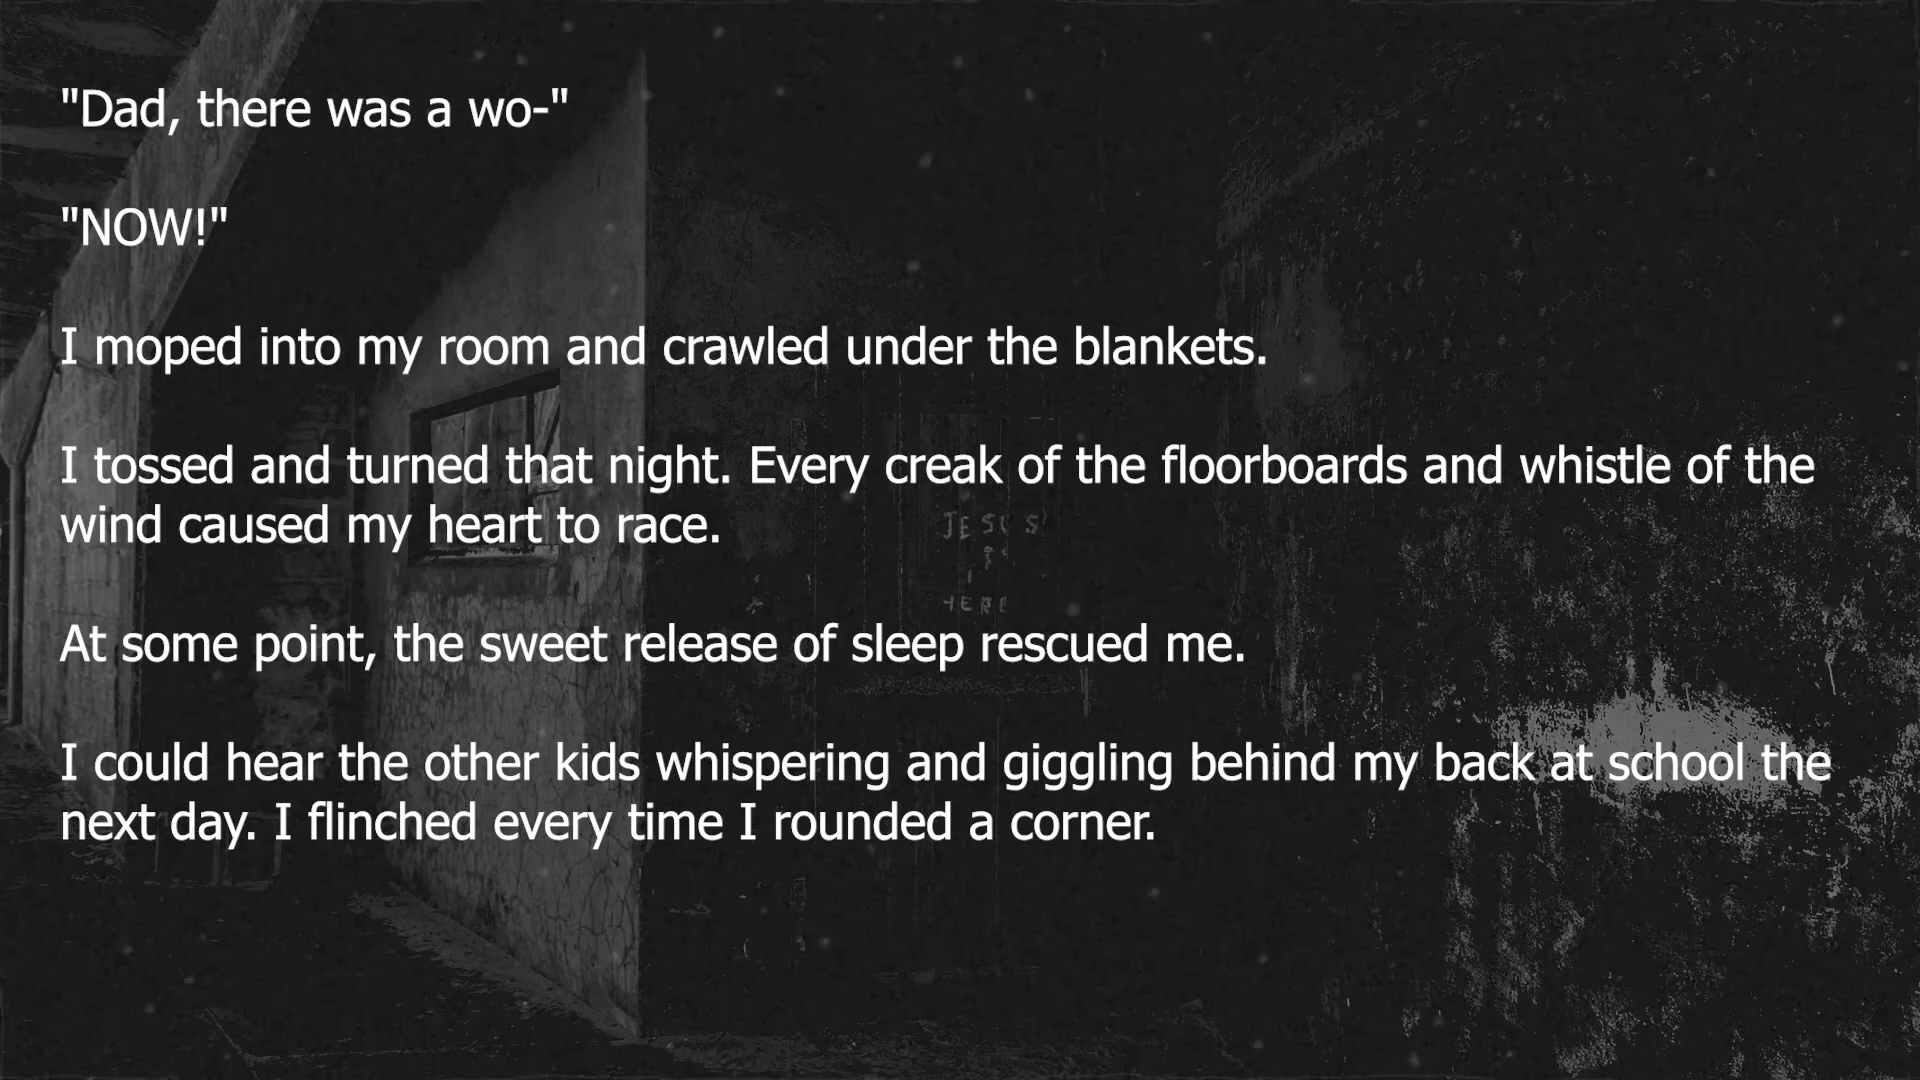 "Dad, there was a wo-"
"NOW!"
I moped into my room and crawled under the blankets.
I tossed and turned that night. Every creak of the floorboards and whistle of the
wind caused my heart to race.
JESUS
At some point, the sweet release of sleep rescued me.
HERE
I could hear the other kids whispering and giggling behind my back at school the
next day. I flinched every time I rounded a corner.